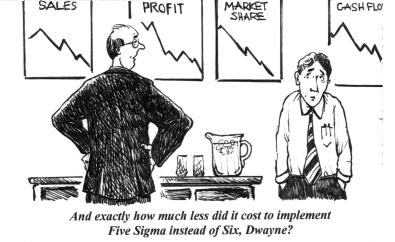 SALES
PROFIT
MARKET
SHARE
CASH FLO
And exactly how much less did it cost to implement
Five Sigma instead of Six, Dwayne?